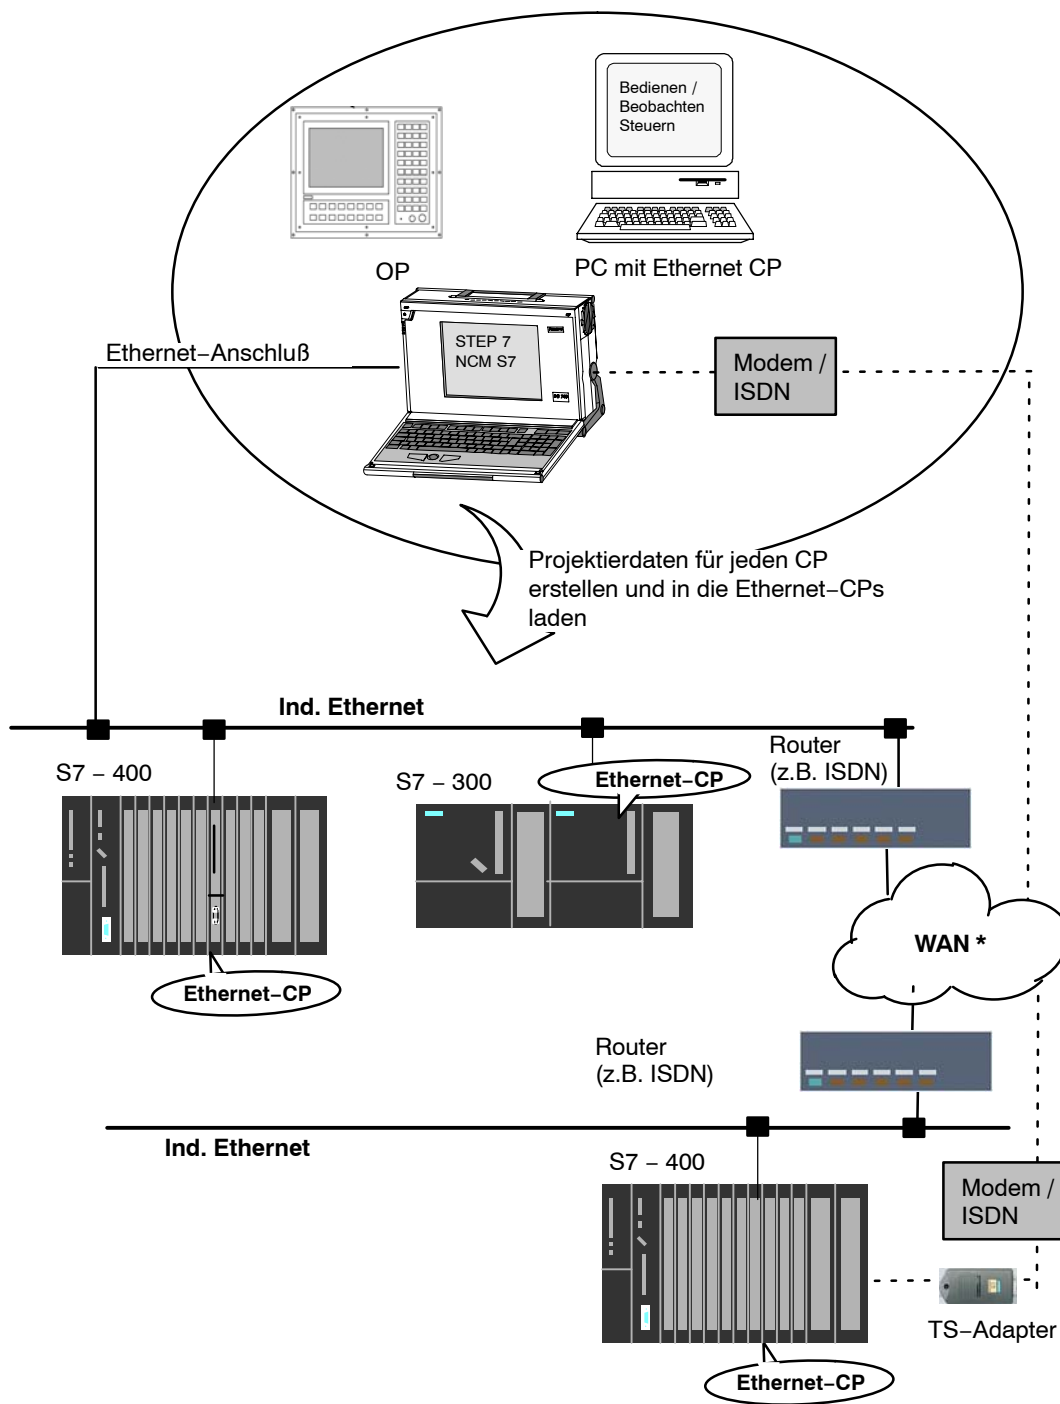 Bedienen /
Beobachten
Steuern
OP
PC mit Ethernet CP
STEP 7
NCM S7
Ethernet–Anschluß
Modem /
ISDN
Projektierdaten für jeden CP
erstellen und in die Ethernet–CPs
laden
Ind. Ethernet
S7 – 400
S7 – 300
Ethernet–CP
Router
(z.B. ISDN)
Ethernet–CP
WAN *
Router
(z.B. ISDN)
Ind. Ethernet
S7 – 400
Modem /
ISDN
TS–Adapter
Ethernet–CP